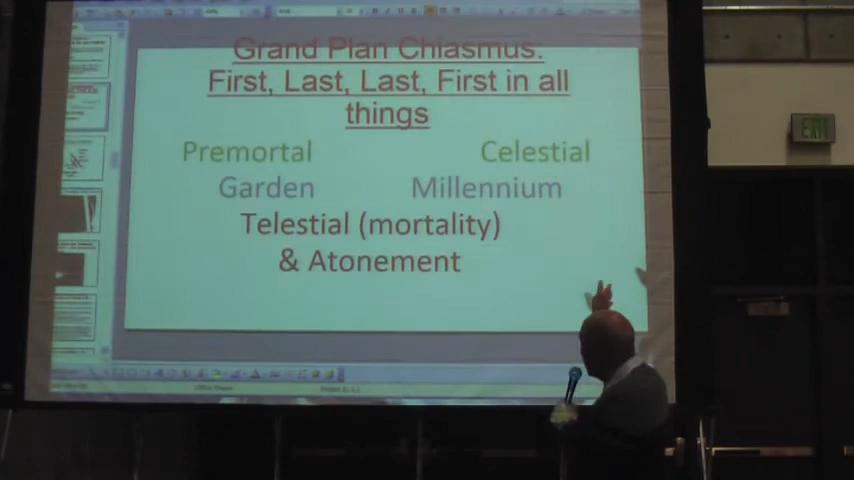 Grand Plan Chiasmus:
First, Last, Last, First in all
things
Premortal Celestial
Garden Millennium
Telestial (mortality)
& Atonement
EXIT